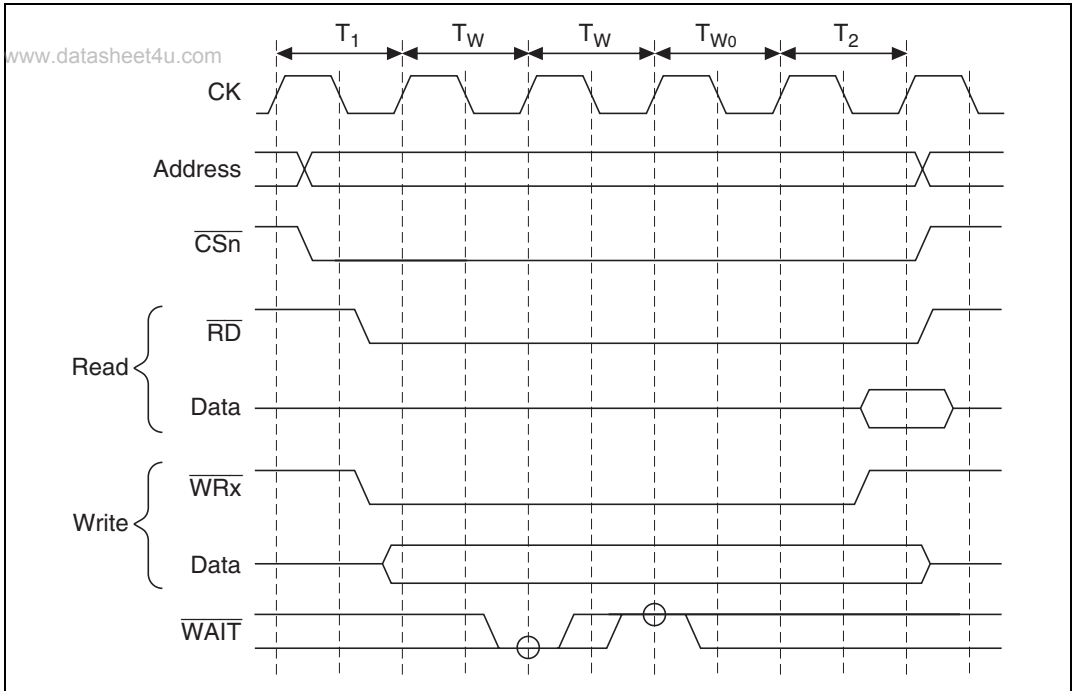 www.datasheet4u.com
T1 TW TW TW0 T2
CK
Address
CSn
Read
RD
Data
Write
WRx
Data
WAIT